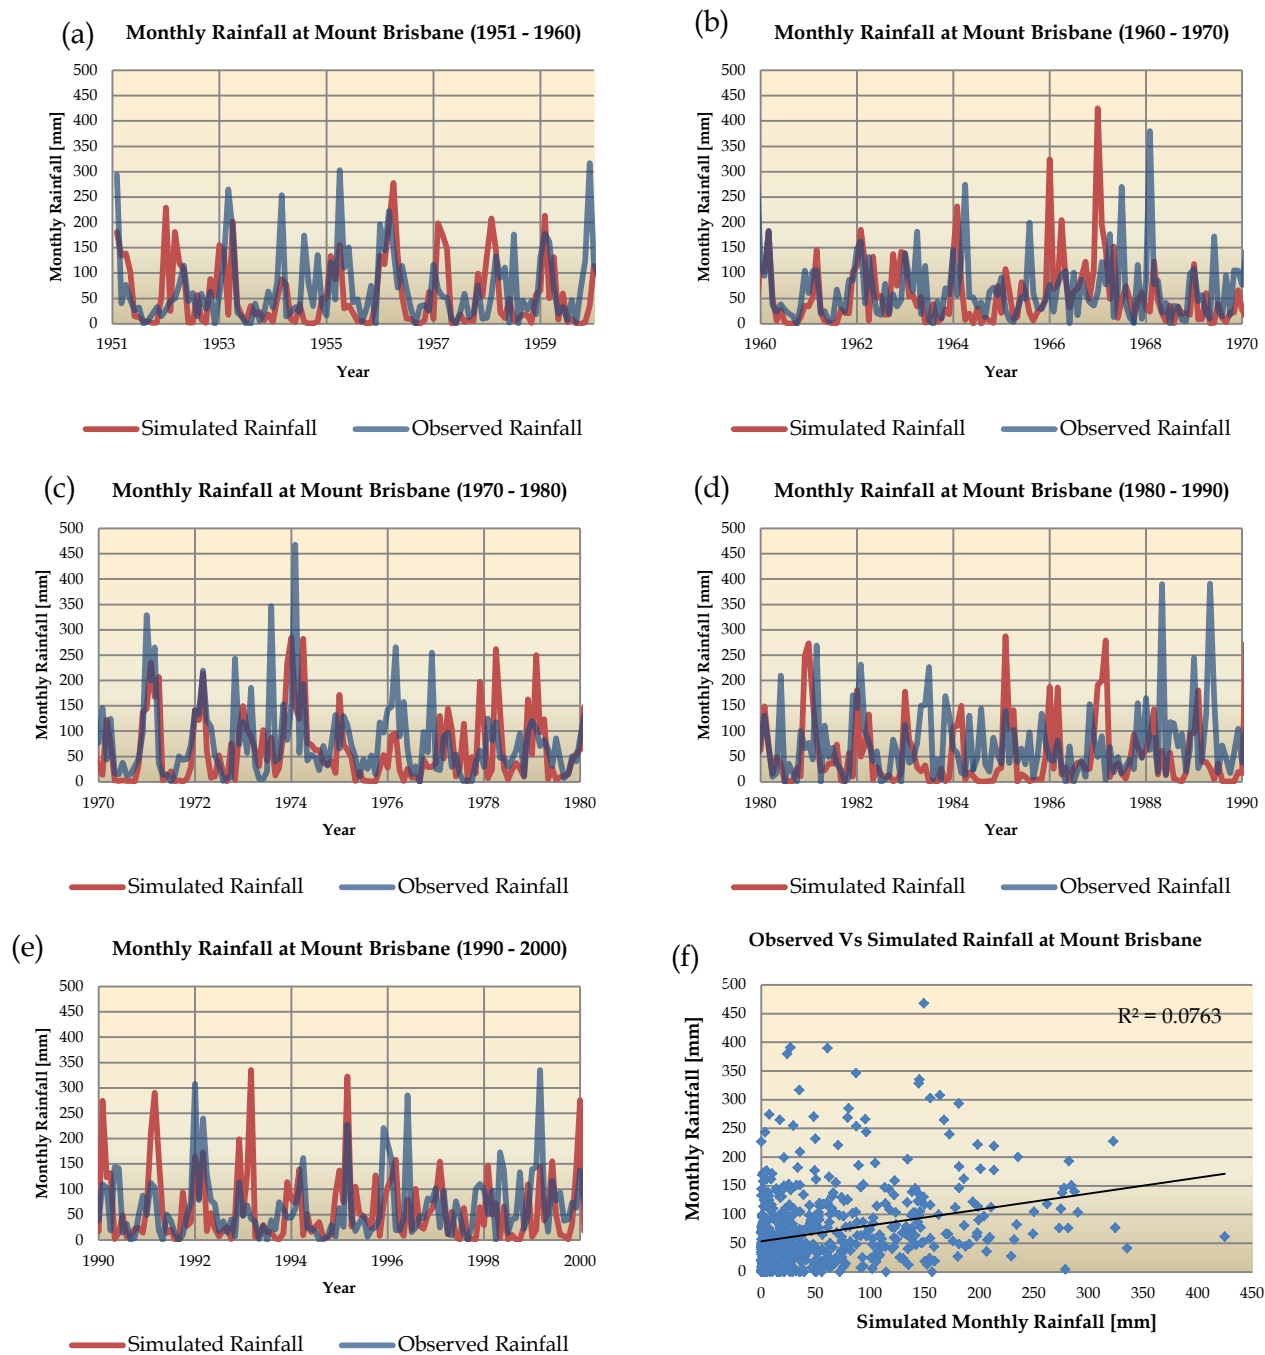 (a) Monthly Rainfall at Mount Brisbane (1951 - 1960)
Monthly Rainfall [mm]
500
450
400
350
300
250
200
150
100
50
0
1951 1953 1955 1957 1959
Year
Simulated Rainfall Observed Rainfall
(b) Monthly Rainfall at Mount Brisbane (1960 - 1970)
Monthly Rainfall [mm]
500
450
400
350
300
250
200
150
100
50
0
1960 1962 1964 1966 1968 1970
Year
Simulated Rainfall Observed Rainfall
(c) Monthly Rainfall at Mount Brisbane (1970 - 1980)
Monthly Rainfall [mm]
500
450
400
350
300
250
200
150
100
50
0
1970 1972 1974 1976 1978 1980
Year
Simulated Rainfall Observed Rainfall
(d) Monthly Rainfall at Mount Brisbane (1980 - 1990)
Monthly Rainfall [mm]
500
450
400
350
300
250
200
150
100
50
0
1980 1982 1984 1986 1988 1990
Year
Simulated Rainfall Observed Rainfall
(e) Monthly Rainfall at Mount Brisbane (1990 - 2000)
Monthly Rainfall [mm]
500
450
400
350
300
250
200
150
100
50
0
1990 1992 1994 1996 1998 2000
Year
Simulated Rainfall Observed Rainfall
(f) Observed Vs Simulated Rainfall at Mount Brisbane
Monthly Rainfall [mm]
500
450
400
350
300
250
200
150
100
50
0
R² = 0.0763
0 50 100 150 200 250 300 350 400 450
Simulated Monthly Rainfall [mm]